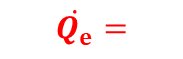 Q̇ₑ =